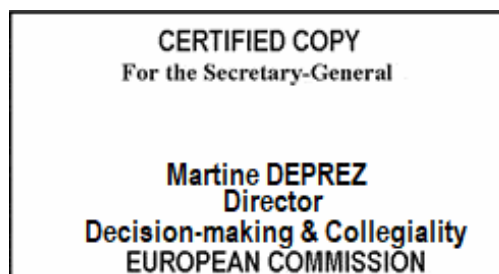 CERTIFIED COPY
For the Secretary-General
Martine DEPREZ
Director
Decision-making & Collegiality
EUROPEAN COMMISSION